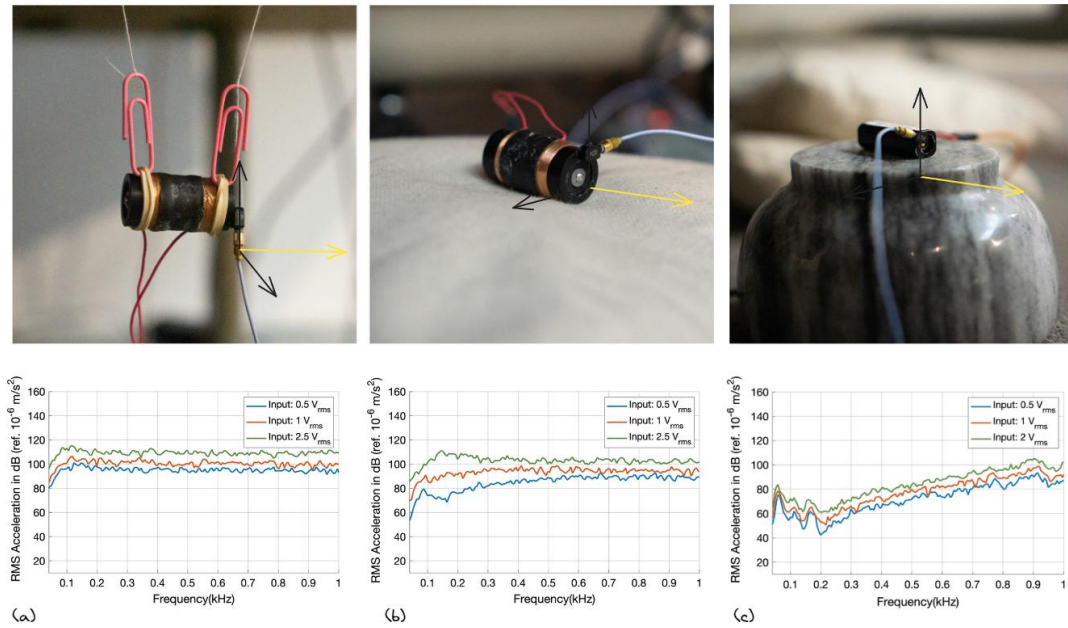 RMS Acceleration in dB (ref. 10⁻⁶ m/s²)
160
140
120
100
80
60
40
20
Input: 0.5 Vrms
Input: 1 Vrms
Input: 2.5 Vrms
0.1 0.2 0.3 0.4 0.5 0.6 0.7 0.8 0.9 1
Frequency(kHz)
(a)
RMS Acceleration in dB (ref. 10⁻⁶ m/s²)
160
140
120
100
80
60
40
20
Input: 0.5 Vrms
Input: 1 Vrms
Input: 2.5 Vrms
0.1 0.2 0.3 0.4 0.5 0.6 0.7 0.8 0.9 1
Frequency(kHz)
(b)
RMS Acceleration in dB (ref. 10⁻⁶ m/s²)
160
140
120
100
80
60
40
20
Input: 0.5 Vrms
Input: 1 Vrms
Input: 2 Vrms
0.1 0.2 0.3 0.4 0.5 0.6 0.7 0.8 0.9 1
Frequency(kHz)
(c)